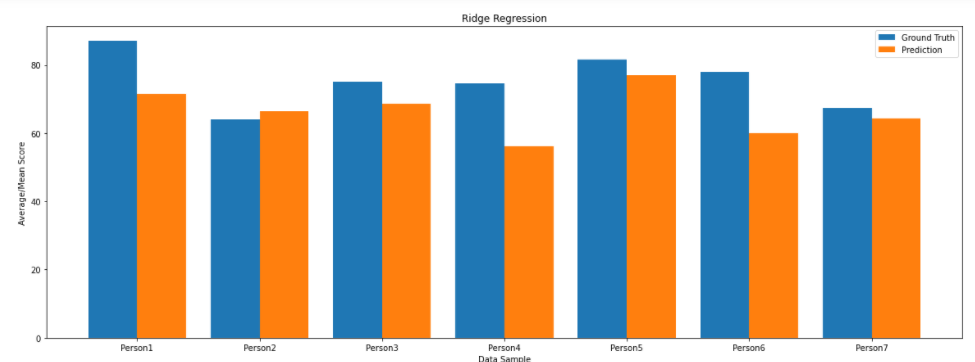 Ridge Regression
Ground Truth
Prediction
Average/Mean Score
80
60
40
20
0
Person1 Person2 Person3 Person4 Person5 Person6 Person7
Data Sample